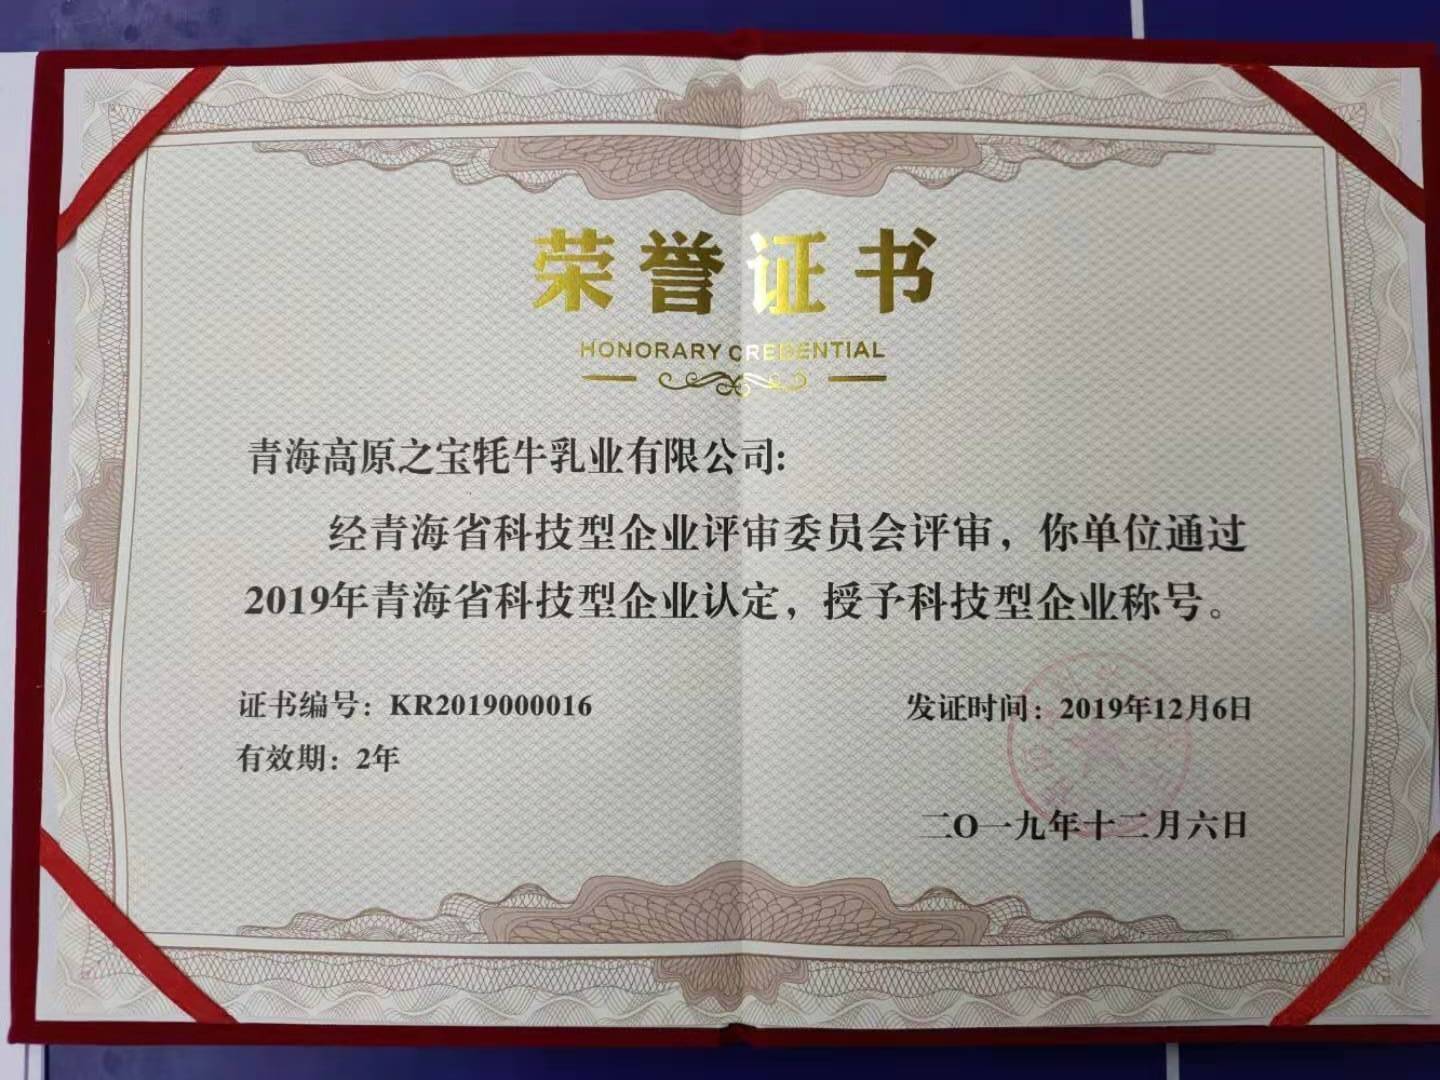 荣誉证书
HONORARY CREDENTIAL
青海高原之宝牦牛乳业有限公司:
经青海省科技型企业评审委员会评审，你单位通过
2019年青海省科技型企业认定，授予科技型企业称号。
证书编号：KR2019000016
发证时间：2019年12月6日
有效期：2年
二O一九年十二月六日